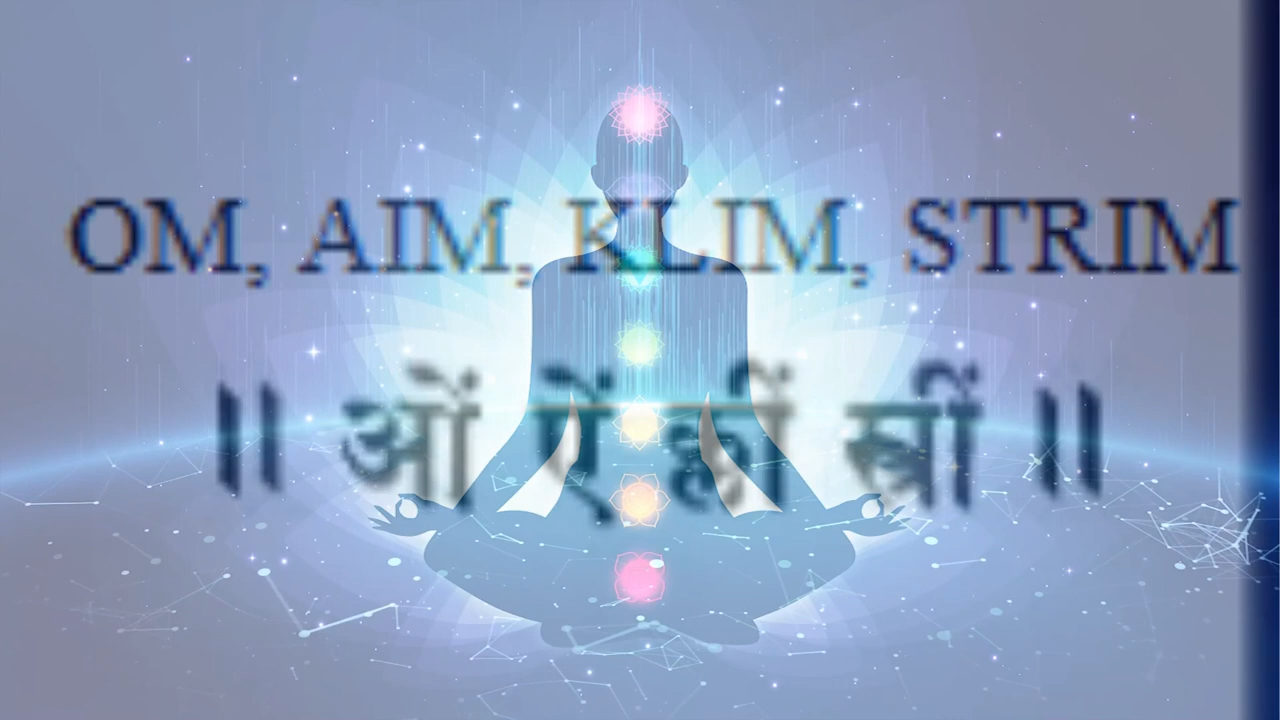 OM, AIM, KLIM, STRIM
॥ ओं ऐं क्लीं स्त्रीं ॥